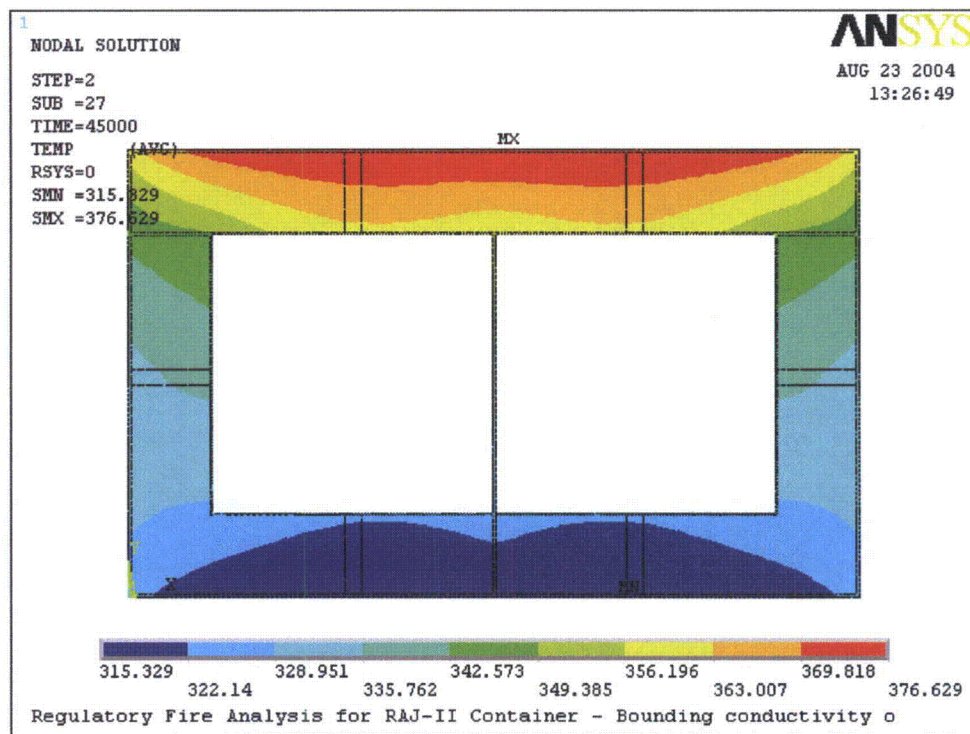 1
NODAL SOLUTION
ANSYS
AUG 23 2004
13:26:49
STEP=2
SUB =27
TIME=45000
TEMP (AVG)
RSYS=0
SMN =315.329
SMX =376.629
MX
Y
X
MN
315.329 328.951 342.573 356.196 369.818
322.14 335.762 349.385 363.007 376.629
Regulatory Fire Analysis for RAJ-II Container - Bounding conductivity o